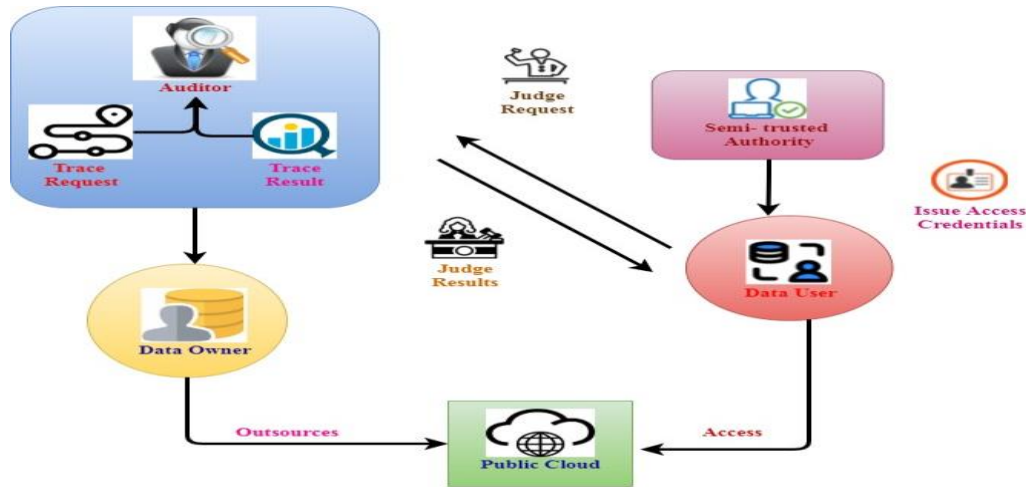 Auditor
Trace
Request
Trace
Result
Judge
Request
Semi- trusted
Authority
Issue Access
Credentials
Judge
Results
Data User
Data Owner
Outsources
Access
Public Cloud